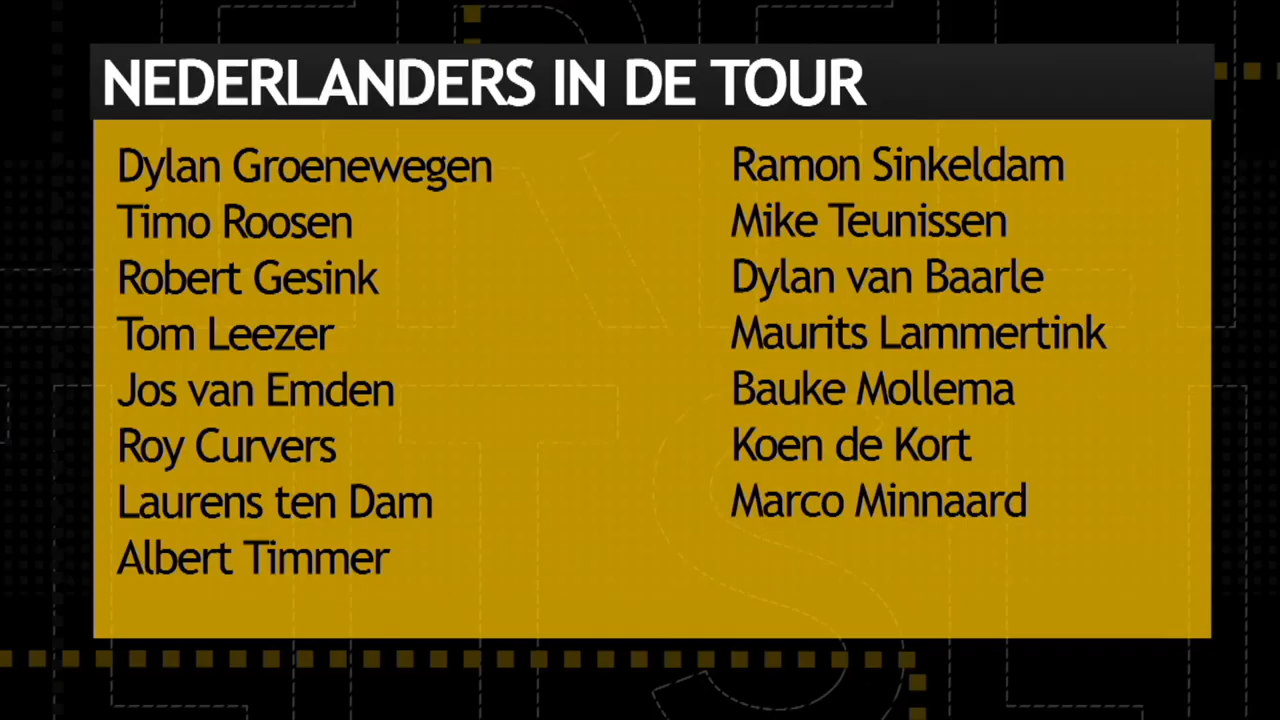 NEDERLANDERS IN DE TOUR
Dylan Groenewegen
Timo Roosen
Robert Gesink
Tom Leezer
Jos van Emden
Roy Curvers
Laurens ten Dam
Albert Timmer
Ramon Sinkeldam
Mike Teunissen
Dylan van Baarle
Maurits Lammertink
Bauke Mollema
Koen de Kort
Marco Minnaard